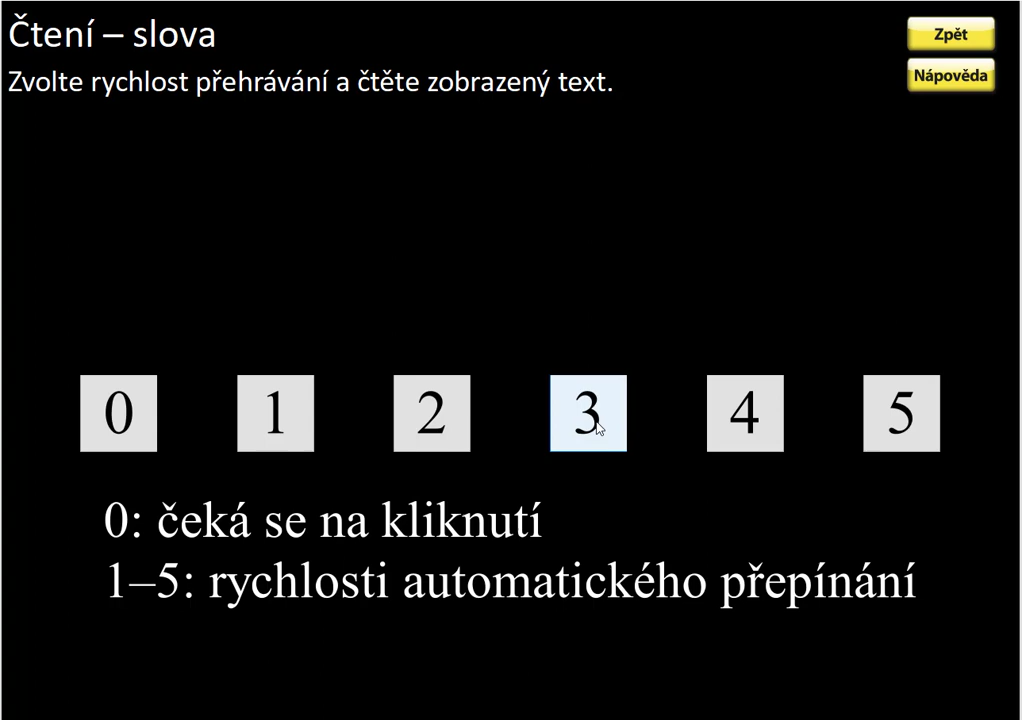 Čtení – slova
Zpět
Zvolte rychlost přehrávání a čtěte zobrazený text.
Nápověda
0 1 2 3 4 5
0: čeká se na kliknutí
1–5: rychlosti automatického přepínání